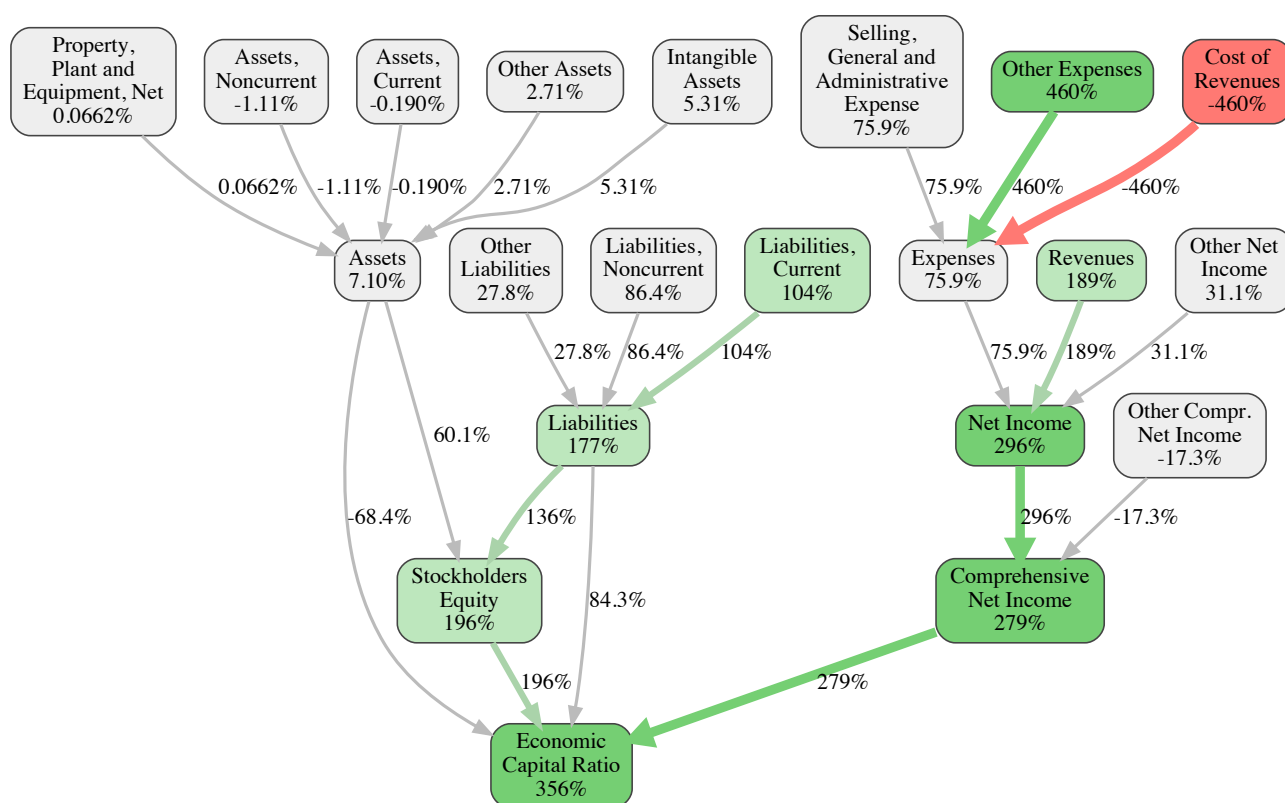 Property,
Plant and
Equipment, Net
0.0662%
Assets,
Noncurrent
-1.11%
Assets,
Current
-0.190%
Other Assets
2.71%
Intangible
Assets
5.31%
Selling,
General and
Administrative
Expense
75.9%
Other Expenses
460%
Cost of
Revenues
-460%
0.0662%
-1.11%
-0.190%
2.71%
5.31%
75.9%
460%
-460%
Assets
7.10%
Other
Liabilities
27.8%
Liabilities,
Noncurrent
86.4%
Liabilities,
Current
104%
Expenses
75.9%
Revenues
189%
Other Net
Income
31.1%
27.8%
86.4%
104%
75.9%
189%
31.1%
60.1%
Liabilities
177%
Net Income
296%
Other Compr.
Net Income
-17.3%
-68.4%
136%
296%
-17.3%
Stockholders
Equity
196%
84.3%
Comprehensive
Net Income
279%
196%
279%
Economic
Capital Ratio
356%